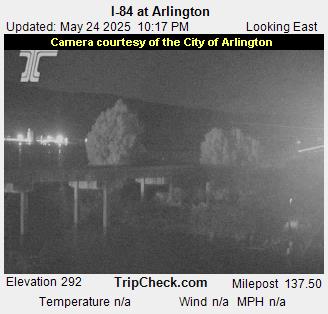 I-84 at Arlington
Updated: May 24 2025 10:17 PM Looking East
Camera courtesy of the City of Arlington
Elevation 292 TripCheck.com Milepost 137.50
Temperature n/a Wind n/a MPH n/a